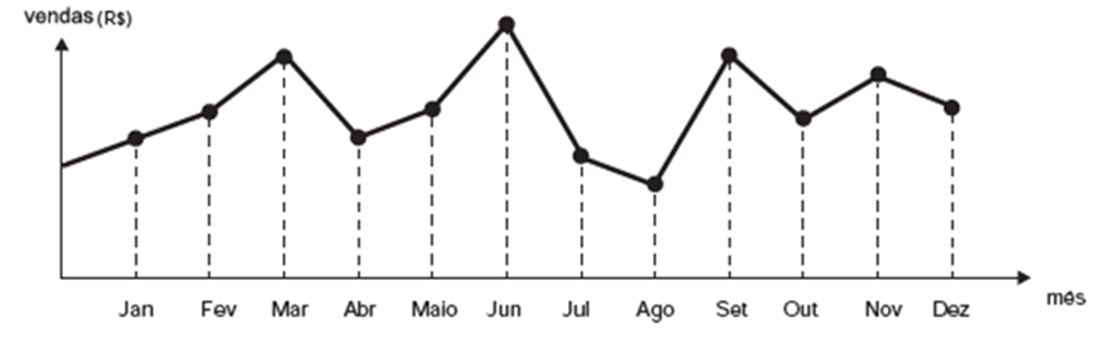 vendas (R$)
Jan Fev Mar Abr Maio Jun Jul Ago Set Out Nov Dez
mês